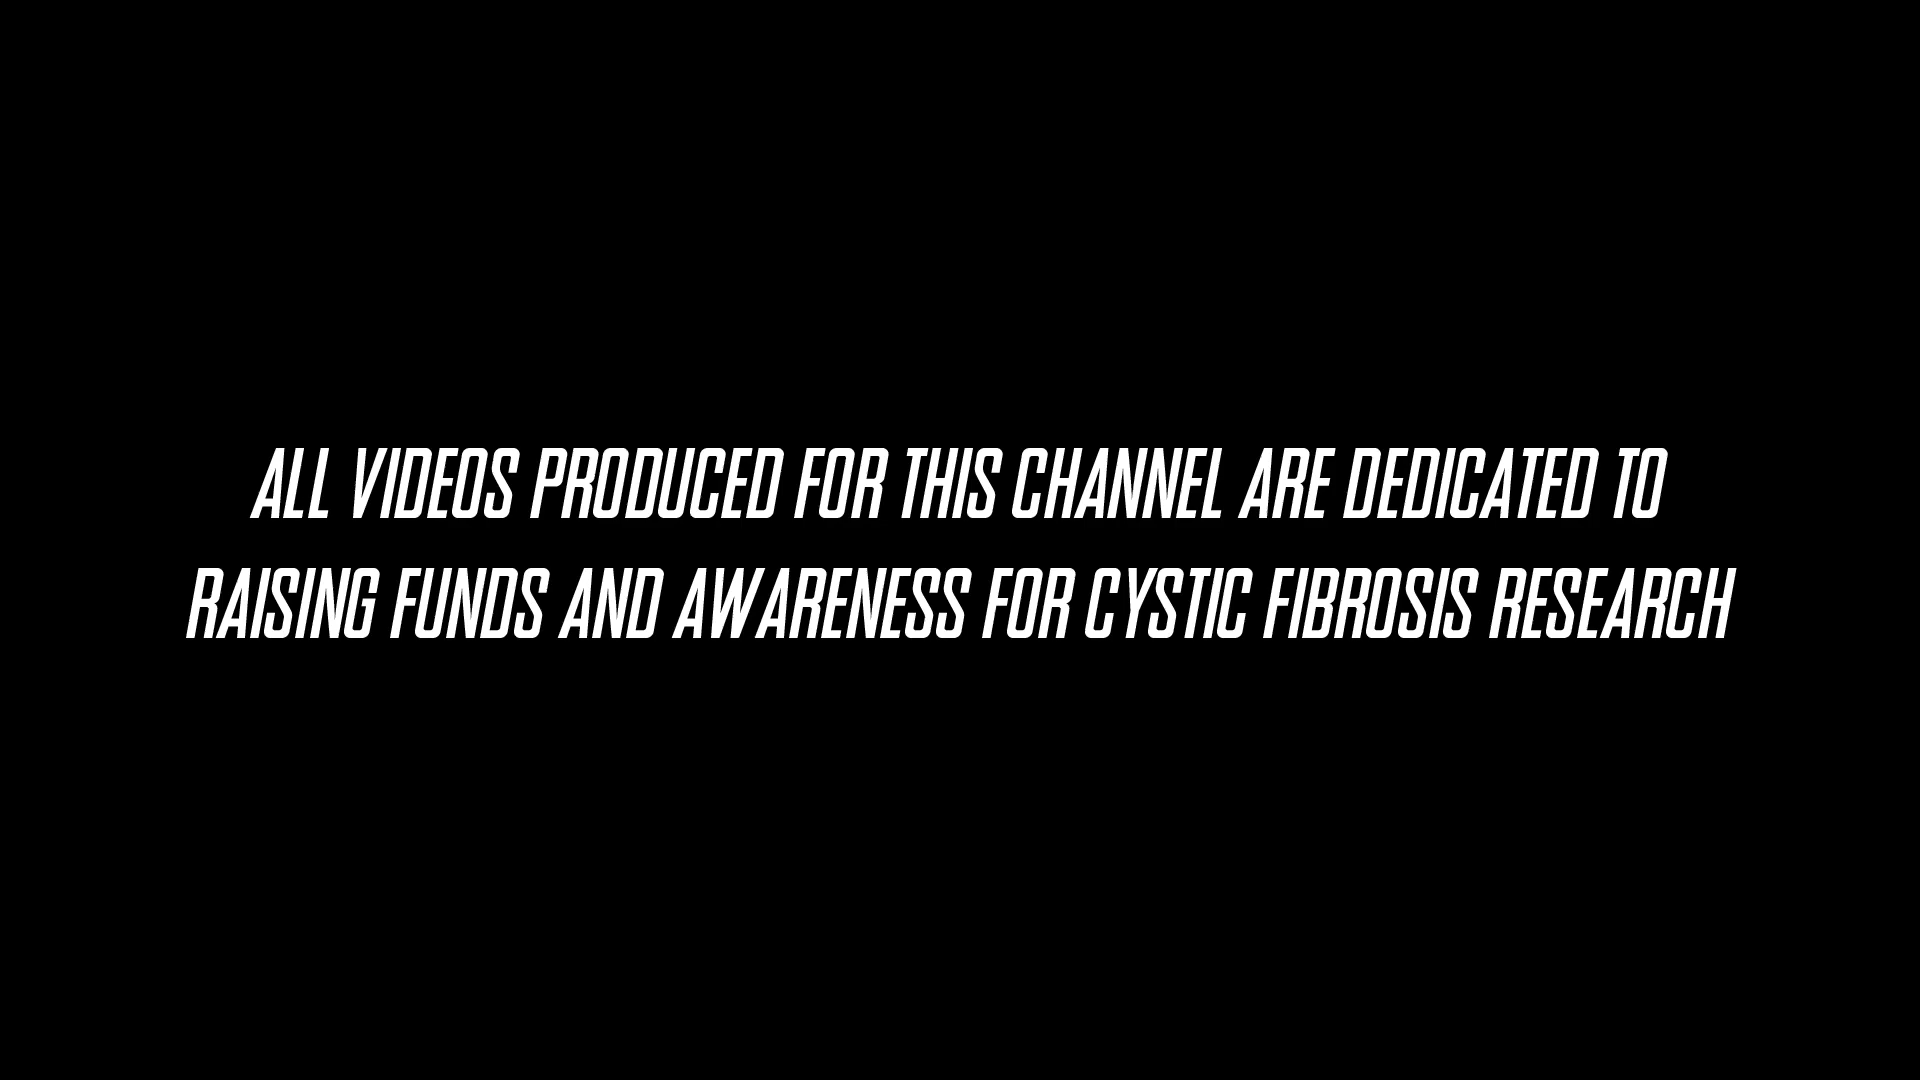 ALL VIDEOS PRODUCED FOR THIS CHANNEL ARE DEDICATED TO
RAISING FUNDS AND AWARENESS FOR CYSTIC FIBROSIS RESEARCH